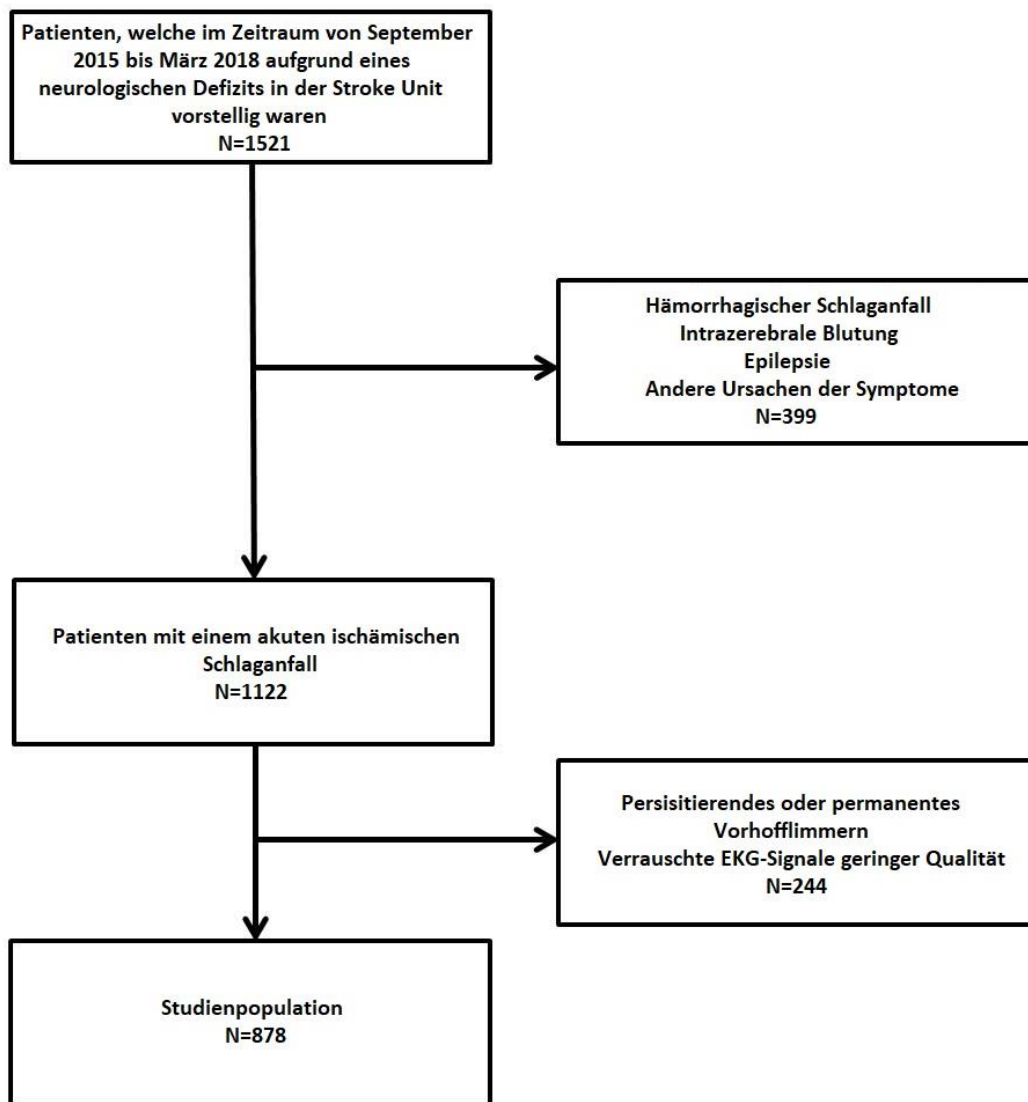 Patienten, welche im Zeitraum von September
2015 bis März 2018 aufgrund eines
neurologischen Defizits in der Stroke Unit
vorstellig waren
N=1521
Hämorrhagischer Schlaganfall
Intrazerebrale Blutung
Epilepsie
Andere Ursachen der Symptome
N=399
Patienten mit einem akuten ischämischen
Schlaganfall
N=1122
Persisitierendes oder permanentes
Vorhofflimmern
Verrauschte EKG-Signale geringer Qualität
N=244
Studienpopulation
N=878